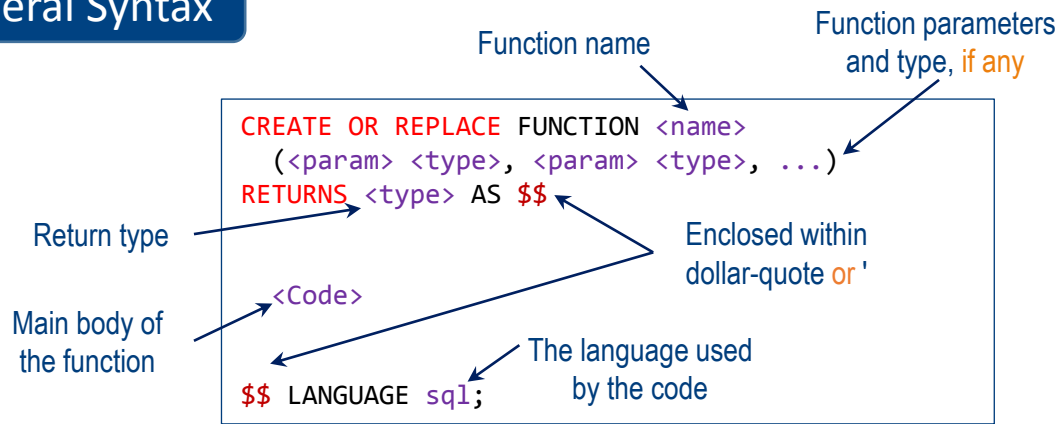 eral Syntax
Function name
Function parameters
and type, if any
CREATE OR REPLACE FUNCTION <name>
(<param> <type>, <param> <type>, ...)
RETURNS <type> AS $$
Return type
Enclosed within
dollar-quote or '
<Code>
Main body of
the function
The language used
by the code
$$ LANGUAGE sql;